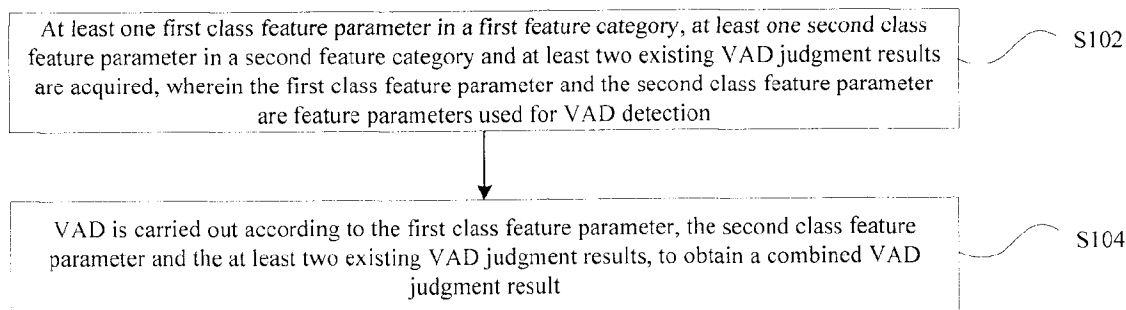 At least one first class feature parameter in a first feature category, at least one second class
feature parameter in a second feature category and at least two existing VAD judgment results
are acquired, wherein the first class feature parameter and the second class feature parameter
are feature parameters used for VAD detection
S102
VAD is carried out according to the first class feature parameter, the second class feature
parameter and the at least two existing VAD judgment results, to obtain a combined VAD
judgment result
S104